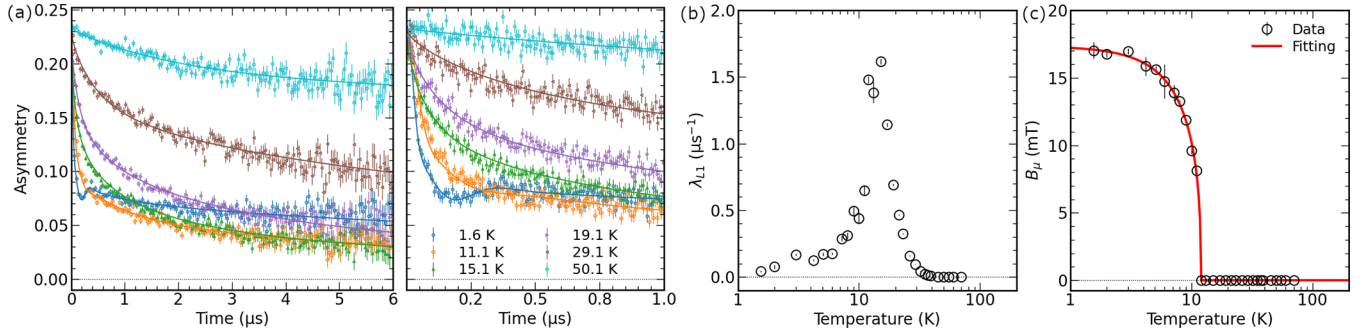 (a)
Asymmetry
0.25
0.20
0.15
0.10
0.05
0.00
0 1 2 3 4 5 6
Time (μs)
1.6 K
11.1 K
15.1 K
19.1 K
29.1 K
50.1 K
0.2 0.5 0.8 1.0
Time (μs)
(b)
λL1 (μs⁻¹)
2.0
1.5
1.0
0.5
0.0
1 10 100
Temperature (K)
(c)
Bμ (mT)
20
15
10
5
0
Data
Fitting
1 10 100
Temperature (K)